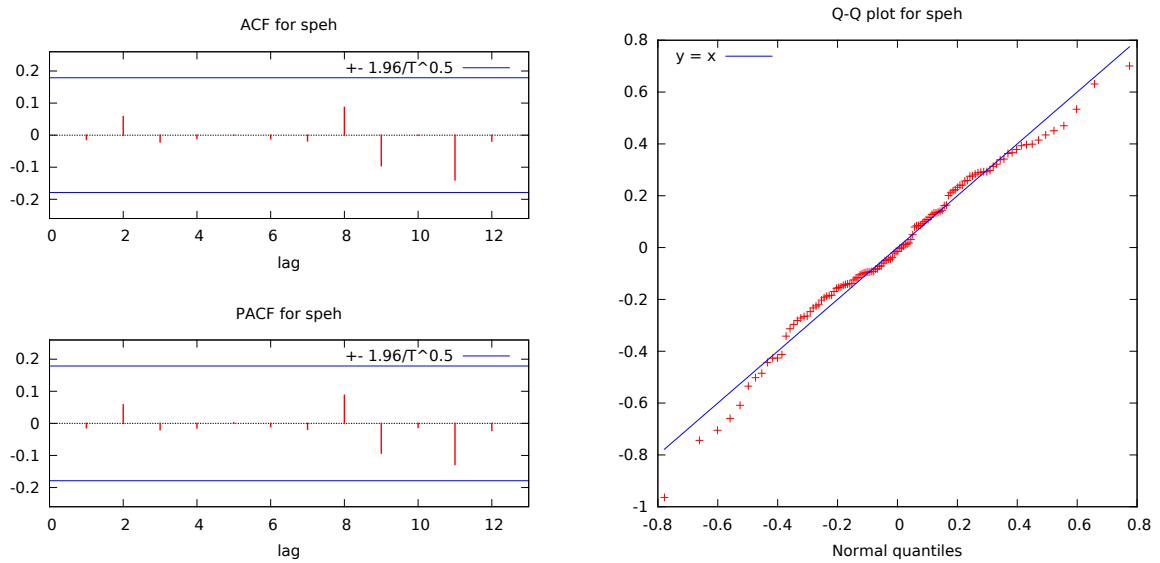 ACF for speh
+- 1.96/T^0.5
0.2
0.1
0
-0.1
-0.2
0 2 4 6 8 10 12
lag
PACF for speh
+- 1.96/T^0.5
0.2
0.1
0
-0.1
-0.2
0 2 4 6 8 10 12
lag
Q-Q plot for speh
y = x
0.8
0.6
0.4
0.2
0
-0.2
-0.4
-0.6
-0.8
-1
-0.8 -0.6 -0.4 -0.2 0 0.2 0.4 0.6 0.8
Normal quantiles